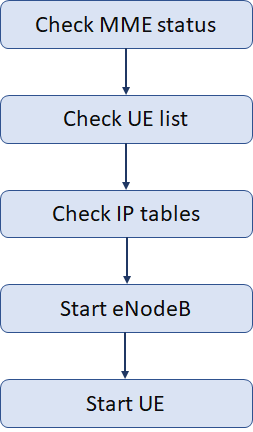 Check MME status
Check UE list
Check IP tables
Start eNodeB
Start UE